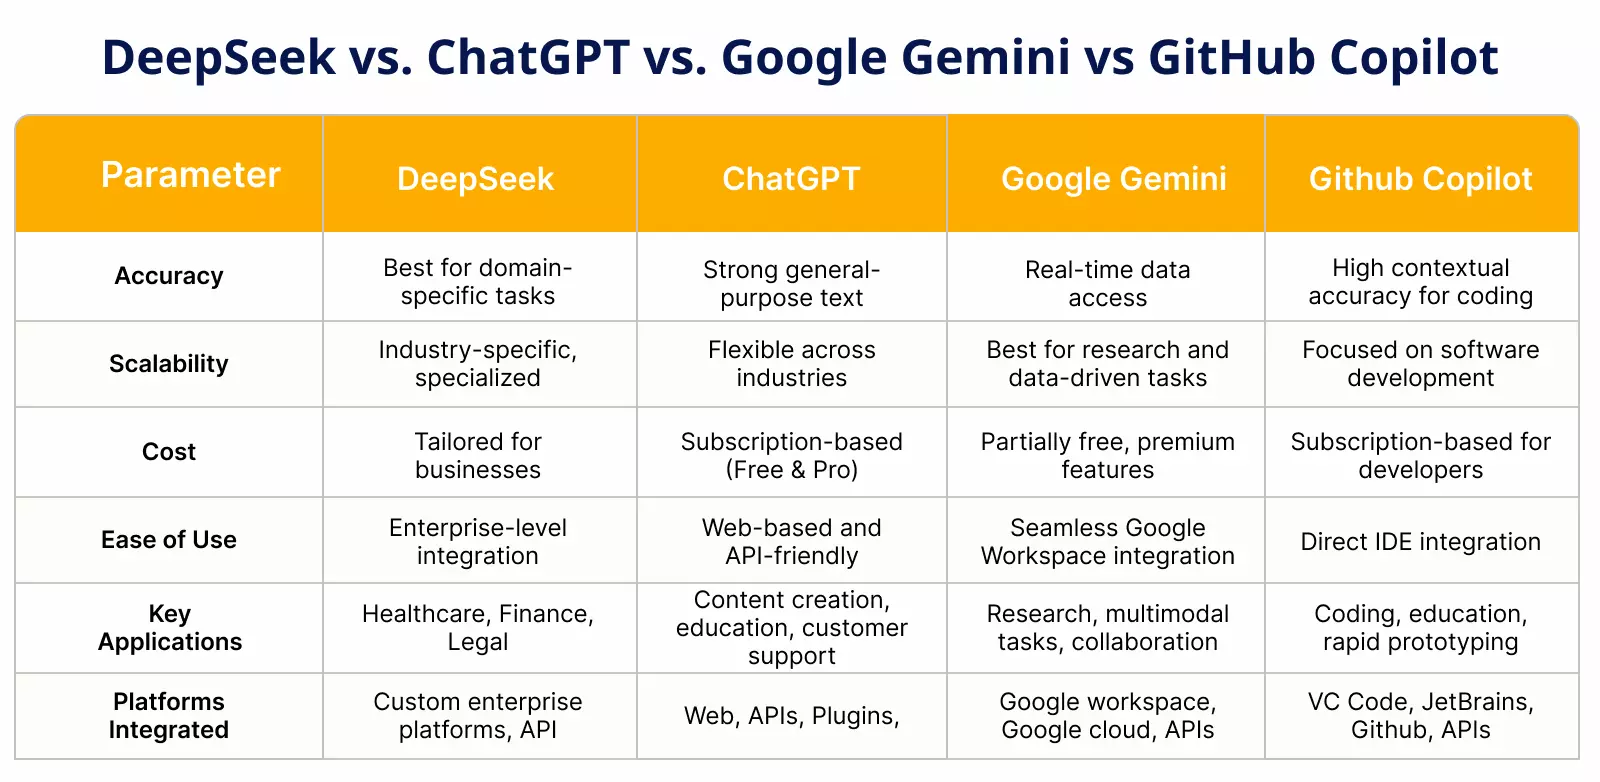 DeepSeek vs. ChatGPT vs. Google Gemini vs GitHub Copilot
Parameter
DeepSeek
ChatGPT
Google Gemini
Github Copilot
Accuracy
Best for domain-
specific tasks
Strong general-
purpose text
Real-time data
access
High contextual
accuracy for coding
Scalability
Industry-specific,
specialized
Flexible across
industries
Best for research and
data-driven tasks
Focused on software
development
Cost
Tailored for
businesses
Subscription-based
(Free & Pro)
Partially free, premium
features
Subscription-based for
developers
Ease of Use
Enterprise-level
integration
Web-based and
API-friendly
Seamless Google
Workspace integration
Direct IDE integration
Key
Applications
Healthcare, Finance,
Legal
Content creation,
education, customer
support
Research, multimodal
tasks, collaboration
Coding, education,
rapid prototyping
Platforms
Integrated
Custom enterprise
platforms, API
Web, APIs, Plugins,
Google workspace,
Google cloud, APIs
VC Code, JetBrains,
Github, APIs